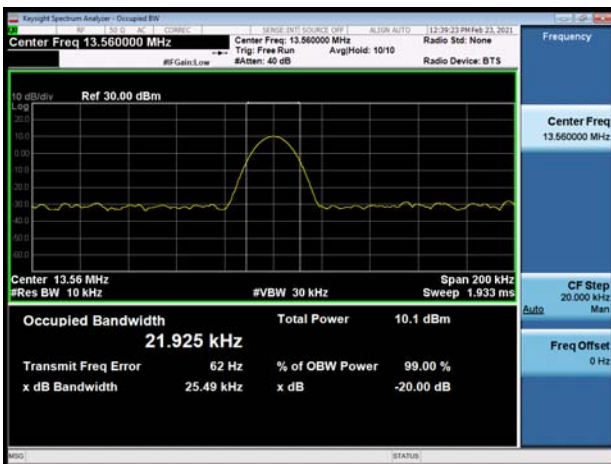 Keysight Spectrum Analyzer - Occupied BW
RF 50 Ω AC CORREC SENSE:INT SOURCE OFF ALIGN AUTO 12:39:23 PM Feb 23, 2021
Center Freq 13.560000 MHz
Center Freq: 13.560000 MHz
Radio Std: None
Trig: Free Run Avg|Hold: 10/10
#IFGain:Low #Atten: 40 dB Radio Device: BTS
Frequency
10 dB/div Ref 30.00 dBm
Log
20.0
10.0
0.00
-10.0
-20.0
-30.0
-40.0
-50.0
-60.0
Center 13.56 MHz Span 200 kHz
#Res BW 10 kHz #VBW 30 kHz Sweep 1.933 ms
Occupied Bandwidth Total Power 10.1 dBm
21.925 kHz
Transmit Freq Error 62 Hz % of OBW Power 99.00 %
x dB Bandwidth 25.49 kHz x dB -20.00 dB
Center Freq
13.560000 MHz
CF Step
20.000 kHz
Auto Man
Freq Offset
0 Hz
MSG STATUS